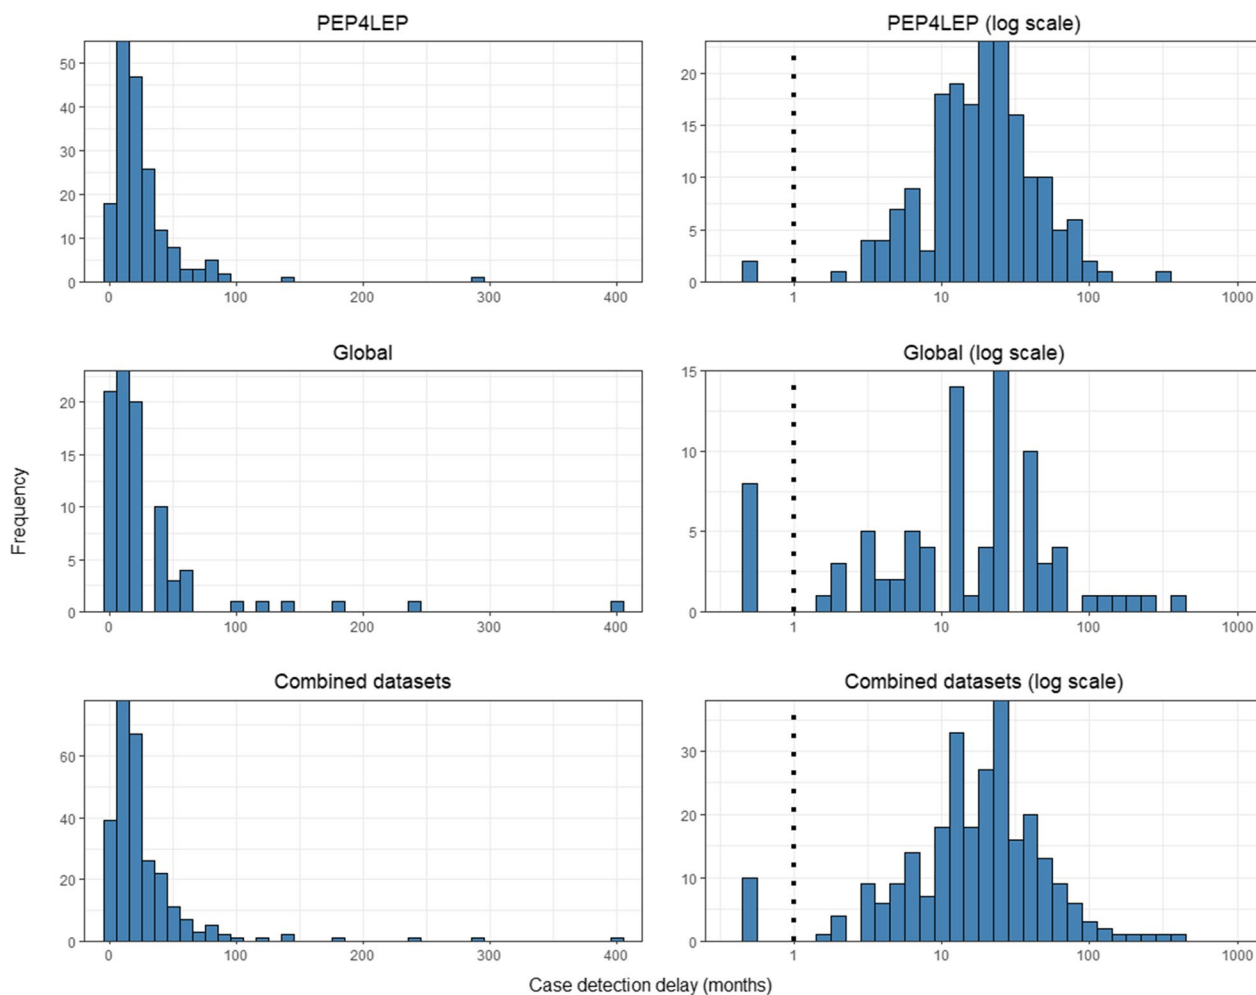 PEP4LEP
PEP4LEP (log scale)
50
40
30
20
10
0
0 100 200 300 400
20
15
10
5
0
1 10 100 1000
Global
Global (log scale)
20
15
10
5
0
0 100 200 300 400
15
10
5
0
1 10 100 1000
Frequency
Combined datasets
Combined datasets (log scale)
60
40
20
0
0 100 200 300 400
30
20
10
0
1 10 100 1000
Case detection delay (months)